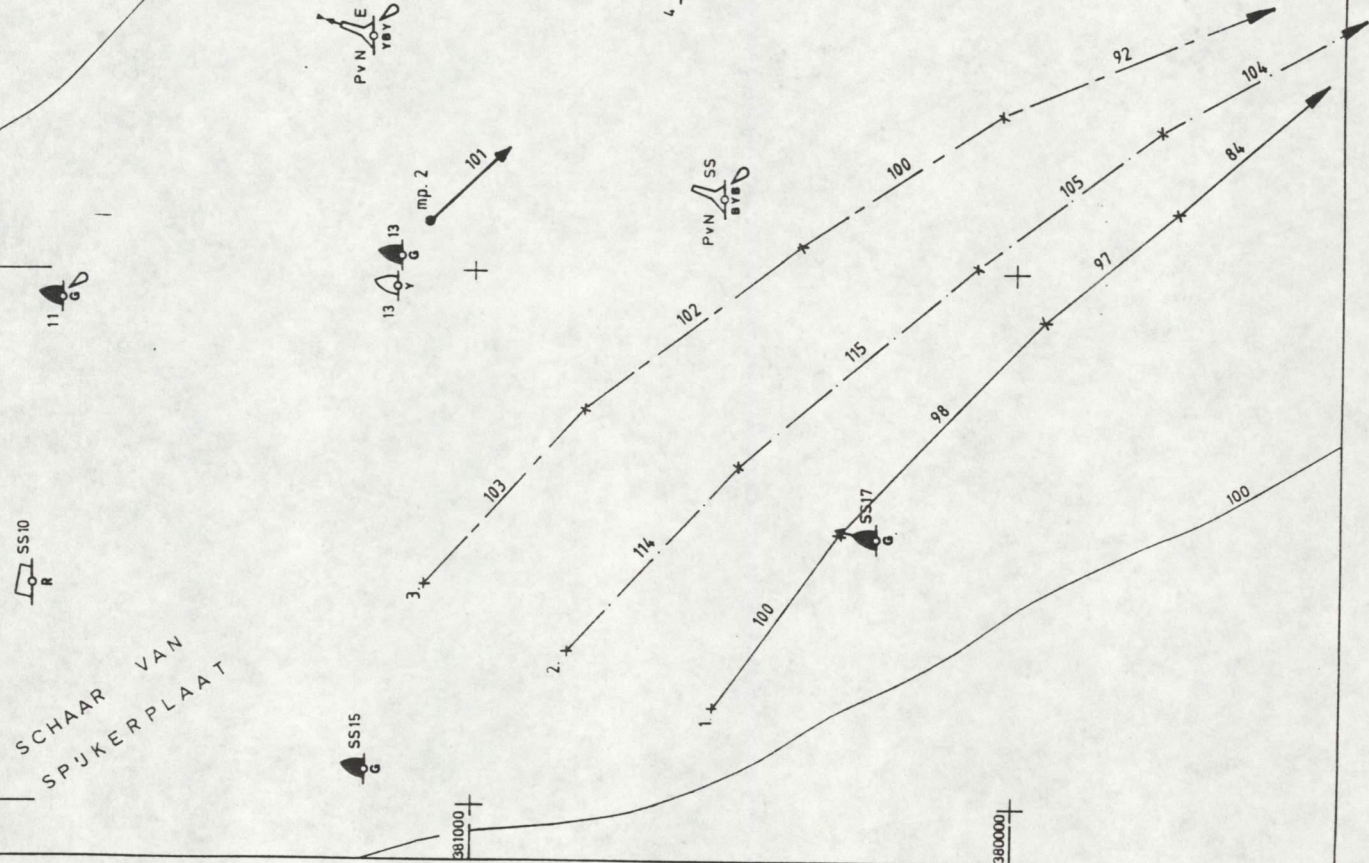 PvN E
YBY
4
11
G
mp. 2
101
13
Y
13
G
PvN SS
BYB
92
104
100
105
84
102
97
115
98
103
114
SS17
G
100
3.
2.
1.
100
SS10
R
SCHAAR VAN
SPIJKERPLAAT
SS15
G
381000
380000